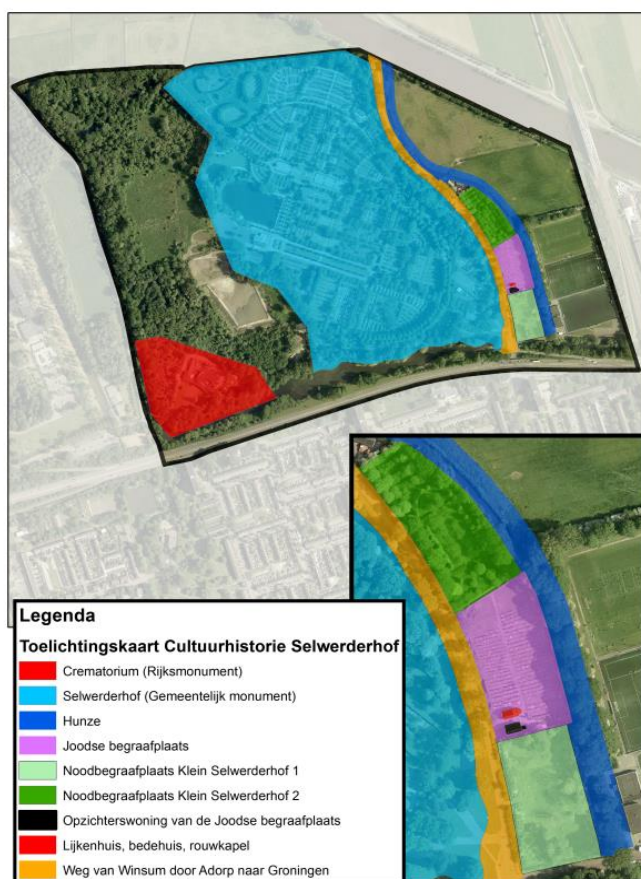 Legenda
Toelichtingskaart Cultuurhistorie Selwerderhof
Crematorium (Rijksmonument)
Selwerderhof (Gemeentelijk monument)
Hunze
Joodse begraafplaats
Noodbegraafplaats Klein Selwerderhof 1
Noodbegraafplaats Klein Selwerderhof 2
Opzichterswoning van de Joodse begraafplaats
Lijkenhuis, bedehuis, rouwkapel
Weg van Winsum door Adorp naar Groningen